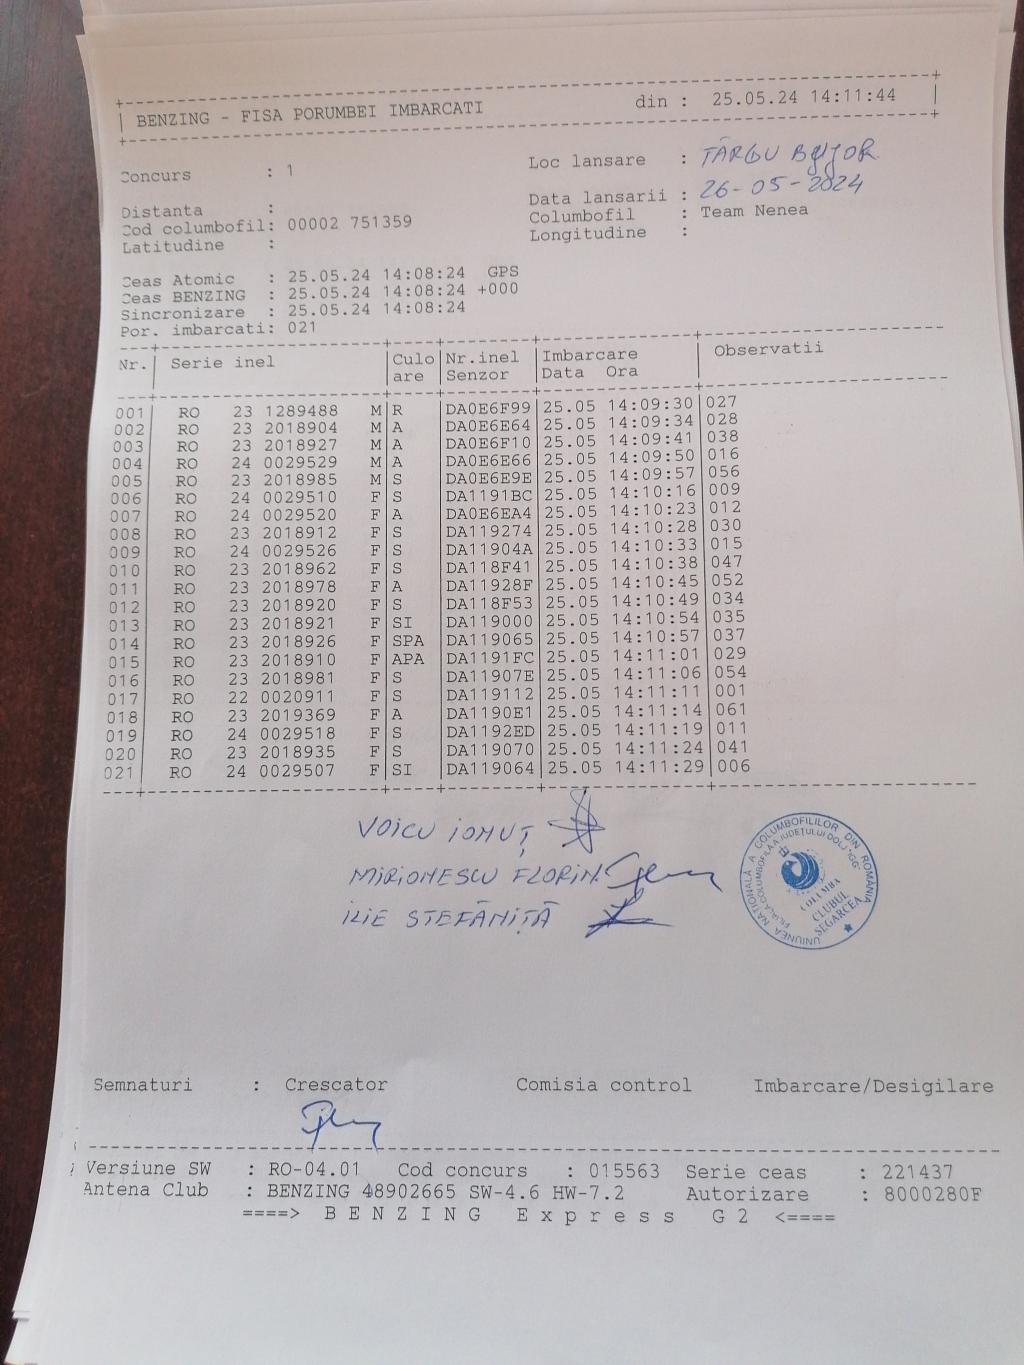 BENZING - FISA PORUMBEI IMBARCATI din : 25.05.24 14:11:44
Concurs : 1 Loc lansare : TÂRGU BUJOR
Data lansarii : 26-05-2024
Distanta : Columbofil : Team Nenea
Cod columbofil: 00002 751359 Longitudine :
Latitudine :
Ceas Atomic : 25.05.24 14:08:24 GPS
Ceas BENZING : 25.05.24 14:08:24 +000
Sincronizare : 25.05.24 14:08:24
Por. imbarcati: 021
Nr. Serie inel Culo Nr.inel Imbarcare Observatii
are Senzor Data Ora
001 RO 23 1289488 M R DA0E6F99 25.05 14:09:30 027
002 RO 23 2018904 M A DA0E6E64 25.05 14:09:34 028
003 RO 23 2018927 M A DA0E6F10 25.05 14:09:41 038
004 RO 24 0029529 M A DA0E6E66 25.05 14:09:50 016
005 RO 23 2018985 M S DA0E6E9E 25.05 14:09:57 056
006 RO 24 0029510 F S DA1191BC 25.05 14:10:16 009
007 RO 24 0029520 F A DA0E6EA4 25.05 14:10:23 012
008 RO 23 2018912 F S DA119274 25.05 14:10:28 030
009 RO 24 0029526 F S DA11904A 25.05 14:10:33 015
010 RO 23 2018962 F S DA118F41 25.05 14:10:38 047
011 RO 23 2018978 F A DA11928F 25.05 14:10:45 052
012 RO 23 2018920 F S DA118F53 25.05 14:10:49 034
013 RO 23 2018921 F SI DA119000 25.05 14:10:54 035
014 RO 23 2018926 F SPA DA119065 25.05 14:10:57 037
015 RO 23 2018910 F APA DA1191FC 25.05 14:11:01 029
016 RO 23 2018981 F S DA11907E 25.05 14:11:06 054
017 RO 22 0020911 F S DA119112 25.05 14:11:11 001
018 RO 23 2019369 F A DA1190E1 25.05 14:11:14 061
019 RO 24 0029518 F S DA1192ED 25.05 14:11:19 011
020 RO 23 2018935 F S DA119070 25.05 14:11:24 041
021 RO 24 0029507 F SI DA119064 25.05 14:11:29 006
VOICU IONUȚ
MIRIONESCU FLORIN
ILIE STEFĂNIȚĂ
UNIUNEA NAȚIONALĂ A COLUMBOFILILOR DIN ROMÂNIA
FILIALA COLUMBOFILA A JUDEȚULUI DOLJ
COLUMBA
CLUBUL
SEGARCEA
Semnaturi : Crescator Comisia control Imbarcare/Desigilare
Versiune SW : RO-04.01 Cod concurs : 015563 Serie ceas : 221437
Antena Club : BENZING 48902665 SW-4.6 HW-7.2 Autorizare : 8000280F
====> BENZING Express G2 <====